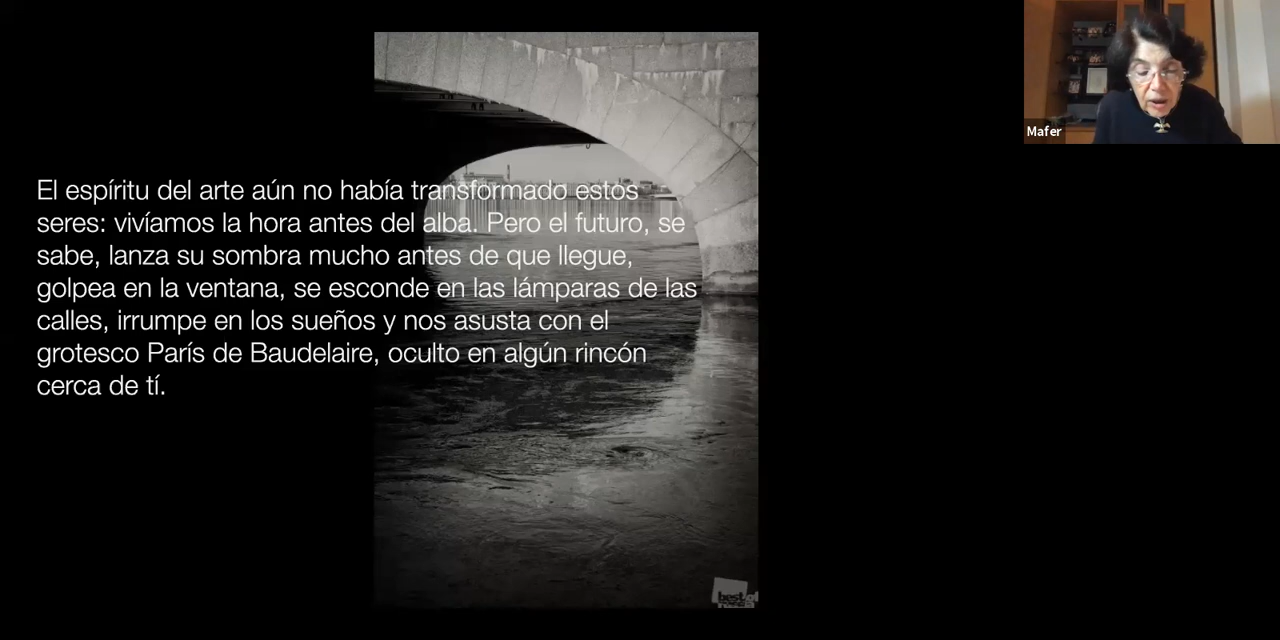 El espíritu del arte aún no había transformado estos
seres: vivíamos la hora antes del alba. Pero el futuro, se
sabe, lanza su sombra mucho antes de que llegue,
golpea en la ventana, se esconde en las lámparas de las
calles, irrumpe en los sueños y nos asusta con el
grotesco París de Baudelaire, oculto en algún rincón
cerca de tí.
Mafer
best